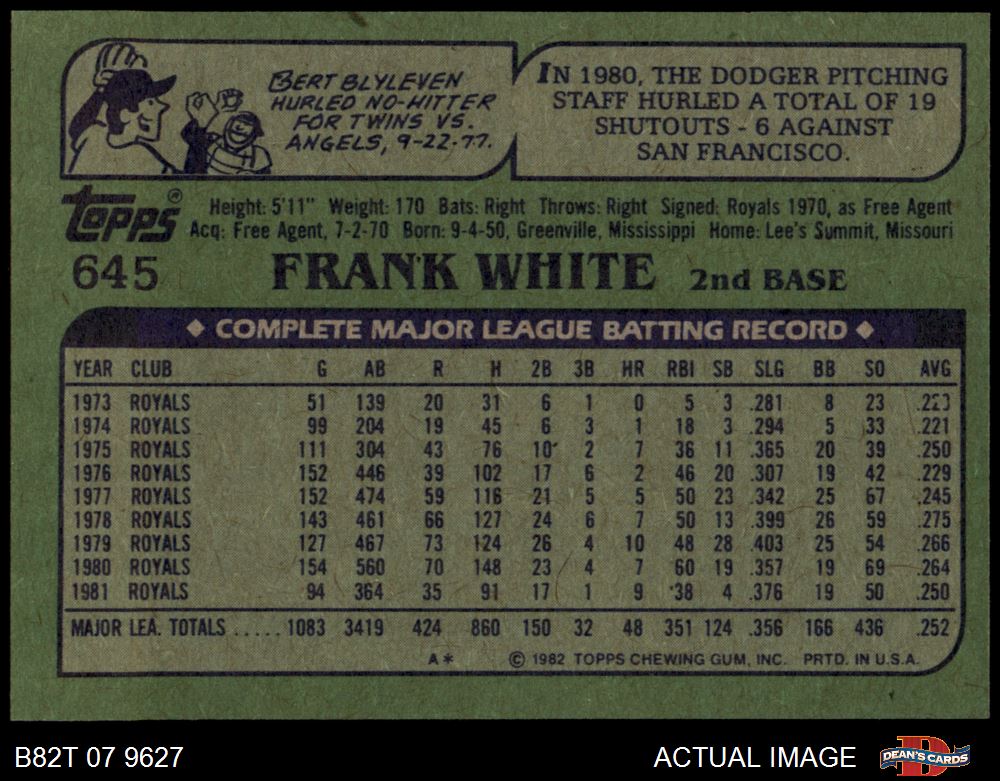 BERT BLYLEVEN
HURLED NO-HITTER
FOR TWINS VS.
ANGELS, 9-22-77.
IN 1980, THE DODGER PITCHING
STAFF HURLED A TOTAL OF 19
SHUTOUTS - 6 AGAINST
SAN FRANCISCO.
Topps®
Height: 5'11" Weight: 170 Bats: Right Throws: Right Signed: Royals 1970, as Free Agent
Acq: Free Agent, 7-2-70 Born: 9-4-50, Greenville, Mississippi Home: Lee's Summit, Missouri
645 FRANK WHITE 2nd BASE
◆ COMPLETE MAJOR LEAGUE BATTING RECORD ◆
YEAR CLUB G AB R H 2B 3B HR RBI SB SLG BB SO AVG
1973 ROYALS 51 139 20 31 6 1 0 5 3 .281 8 23 .223
1974 ROYALS 99 204 19 45 6 3 1 18 3 .294 5 33 .221
1975 ROYALS 111 304 43 76 10 2 7 36 11 .365 20 39 .250
1976 ROYALS 152 446 39 102 17 6 2 46 20 .307 19 42 .229
1977 ROYALS 152 474 59 116 21 5 5 50 23 .342 25 67 .245
1978 ROYALS 143 461 66 127 24 6 7 50 13 .399 26 59 .275
1979 ROYALS 127 467 73 124 26 4 10 48 28 .403 25 54 .266
1980 ROYALS 154 560 70 148 23 4 7 60 19 .357 19 69 .264
1981 ROYALS 94 364 35 91 17 1 9 38 4 .376 19 50 .250
MAJOR LEA. TOTALS ..... 1083 3419 424 860 150 32 48 351 124 .356 166 436 .252
A* © 1982 TOPPS CHEWING GUM, INC. PRTD. IN U.S.A.
B82T 07 9627 ACTUAL IMAGE DEAN'S CARDS